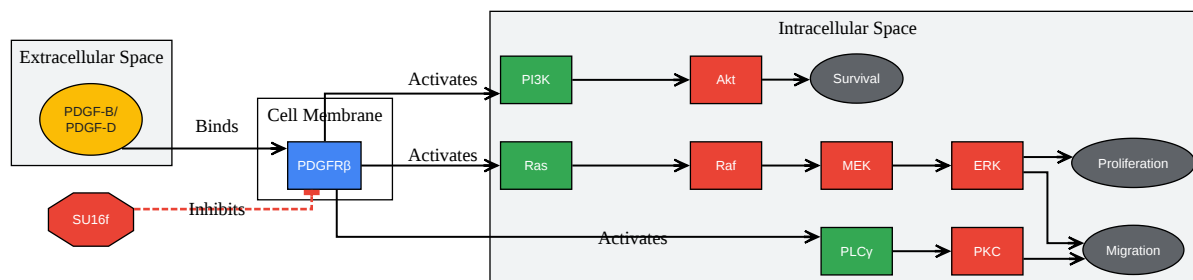 Intracellular Space
Extracellular Space
PDGF-B/
PDGF-D
Binds
Cell Membrane
PDGFRβ
SU16f
Inhibits
Activates
PI3K
Akt
Survival
Activates
Ras
Raf
MEK
ERK
Proliferation
Activates
PLCγ
PKC
Migration